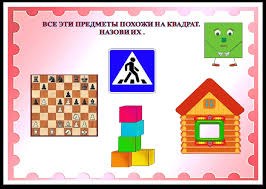 ВСЕ ЭТИ ПРЕДМЕТЫ ПОХОЖИ НА КВАДРАТ.
НАЗОВИ ИХ .